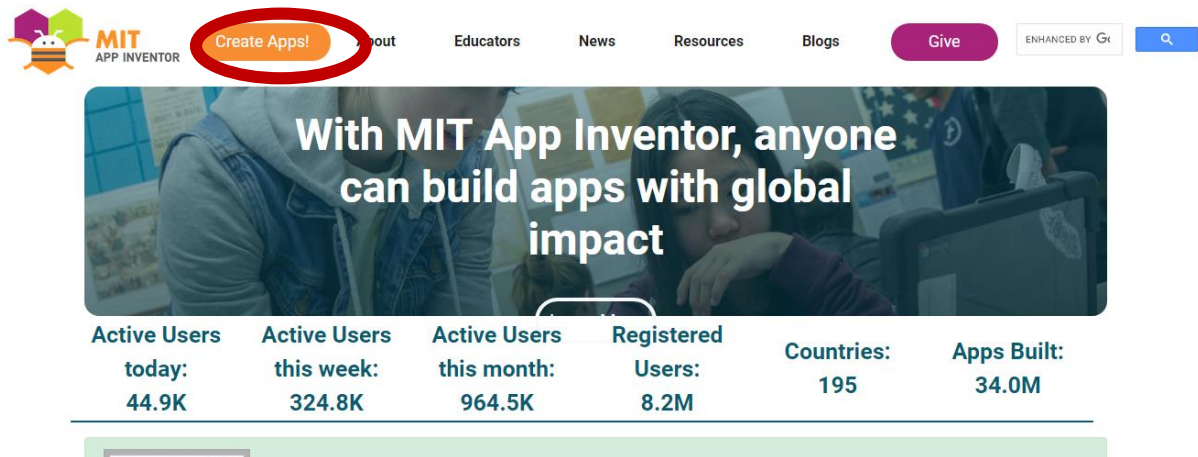 MIT
APP INVENTOR
Create Apps!
About
Educators
News
Resources
Blogs
Give
ENHANCED BY
With MIT App Inventor, anyone
can build apps with global
impact
Active Users
today:
44.9K
Active Users
this week:
324.8K
Active Users
this month:
964.5K
Registered
Users:
8.2M
Countries:
195
Apps Built:
34.0M